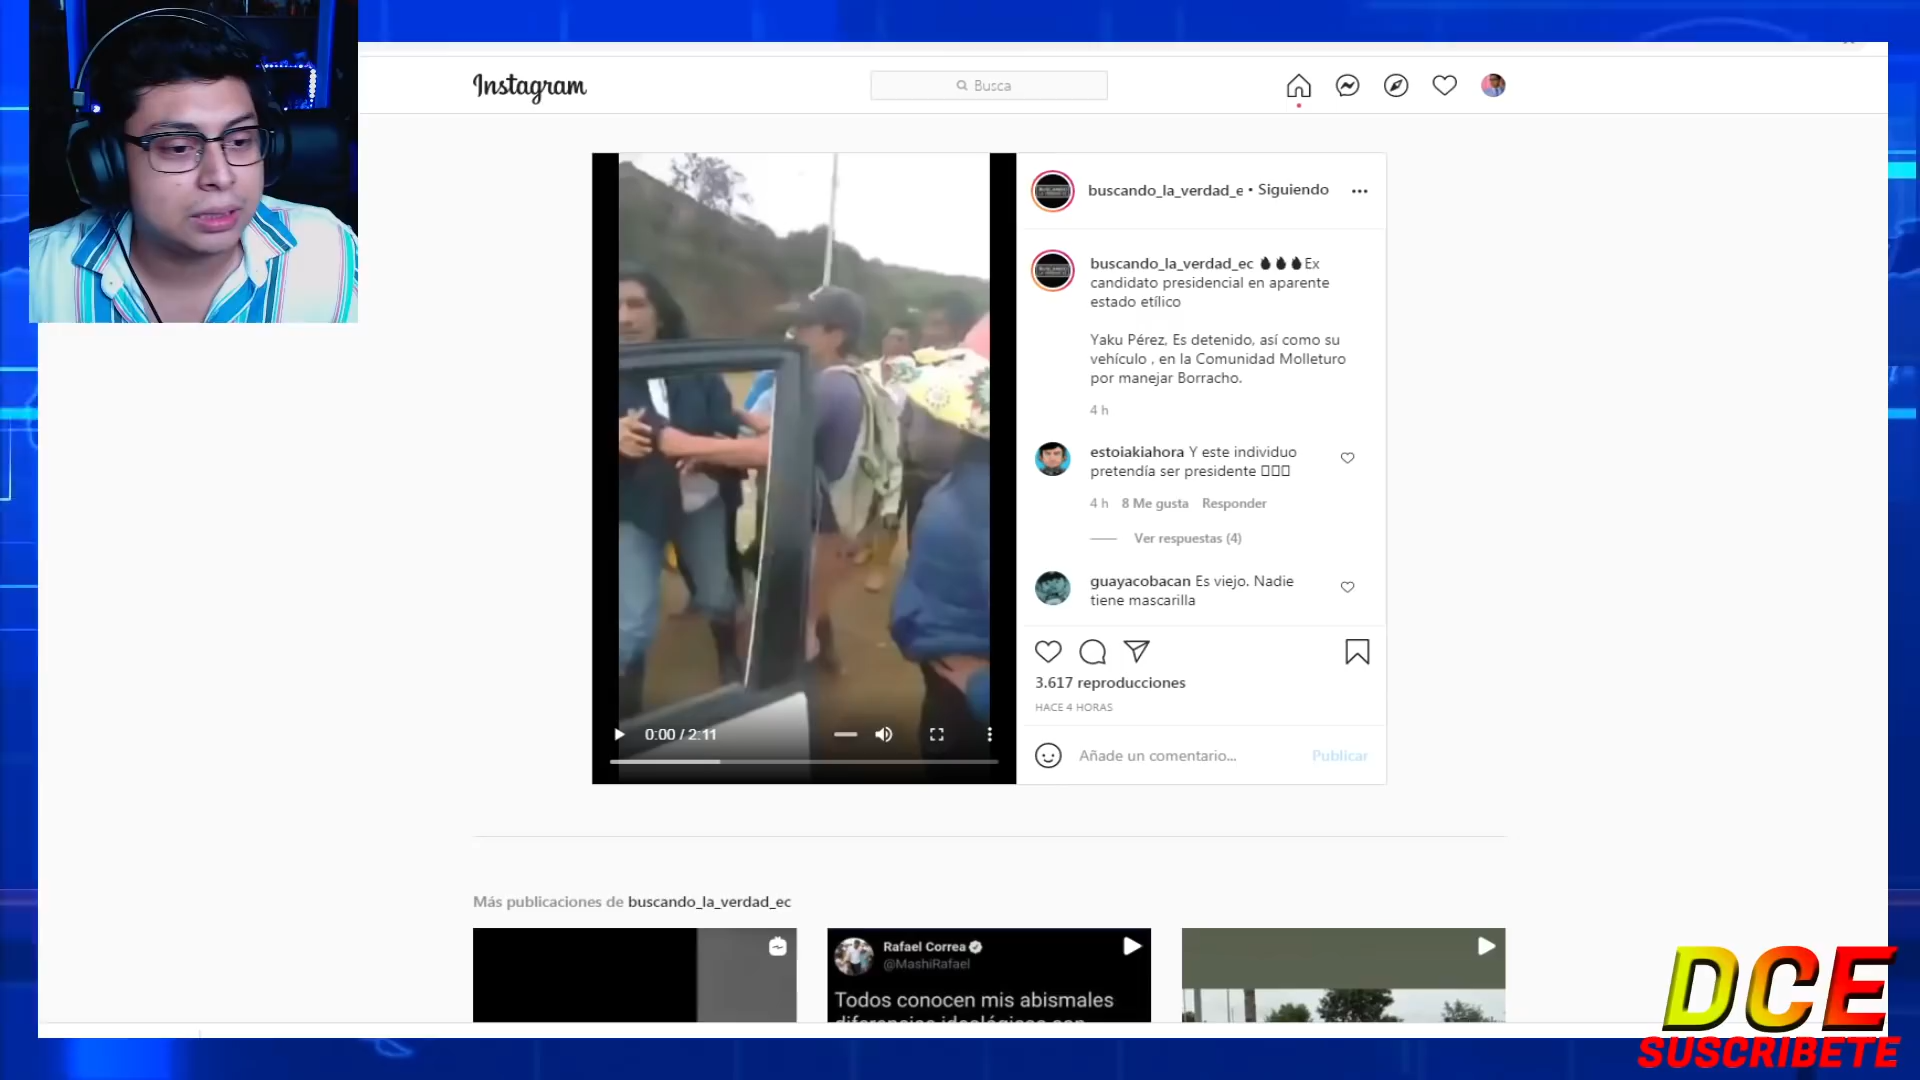 Instagram
Busca
buscando_la_verdad_e • Siguiendo
buscando_la_verdad_ec 🔥🔥🔥Ex
candidato presidencial en aparente
estado etílico
Yaku Pérez, Es detenido, así como su
vehículo , en la Comunidad Molleturo
por manejar Borracho.
4 h
estoiakiahora Y este individuo
pretendía ser presidente
4 h 8 Me gusta Responder
Ver respuestas (4)
guayacobacan Es viejo. Nadie
tiene mascarilla
0:00 / 2:11
3.617 reproducciones
HACE 4 HORAS
Añade un comentario... Publicar
Más publicaciones de buscando_la_verdad_ec
Rafael Correa
@MashiRafael
Todos conocen mis abismales
diferencias ideológicas con
DCE
SUSCRIBETE